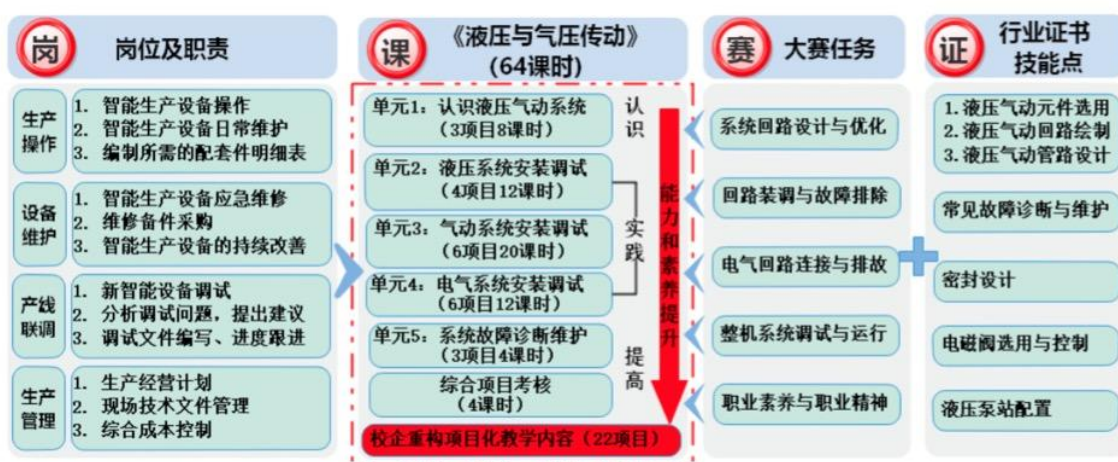 岗
岗位及职责
生产
操作
1. 智能生产设备操作
2. 智能生产设备日常维护
3. 编制所需的配套件明细表
设备
维护
1. 智能生产设备应急维修
2. 维修备件采购
3. 智能生产设备的持续改善
产线
联调
1. 新智能设备调试
2. 分析调试问题，提出建议
3. 调试文件编写、进度跟进
生产
管理
1. 生产经营计划
2. 现场技术文件管理
3. 综合成本控制
课
《液压与气压传动》
(64课时)
单元1：认识液压气动系统
（3项目8课时）
单元2：液压系统安装调试
（4项目12课时）
单元3：气动系统安装调试
（6项目20课时）
单元4：电气系统安装调试
（6项目12课时）
单元5：系统故障诊断维护
（3项目4课时）
综合项目考核
（4课时）
认识
实践
提高
能力和素养提升
校企重构项目化教学内容（22项目）
赛
大赛任务
系统回路设计与优化
回路装调与故障排除
电气回路连接与排故
整机系统调试与运行
职业素养与职业精神
证
行业证书
技能点
1.液压气动元件选用
2.液压气动回路绘制
3.液压气动管路设计
常见故障诊断与维护
密封设计
电磁阀选用与控制
液压泵站配置